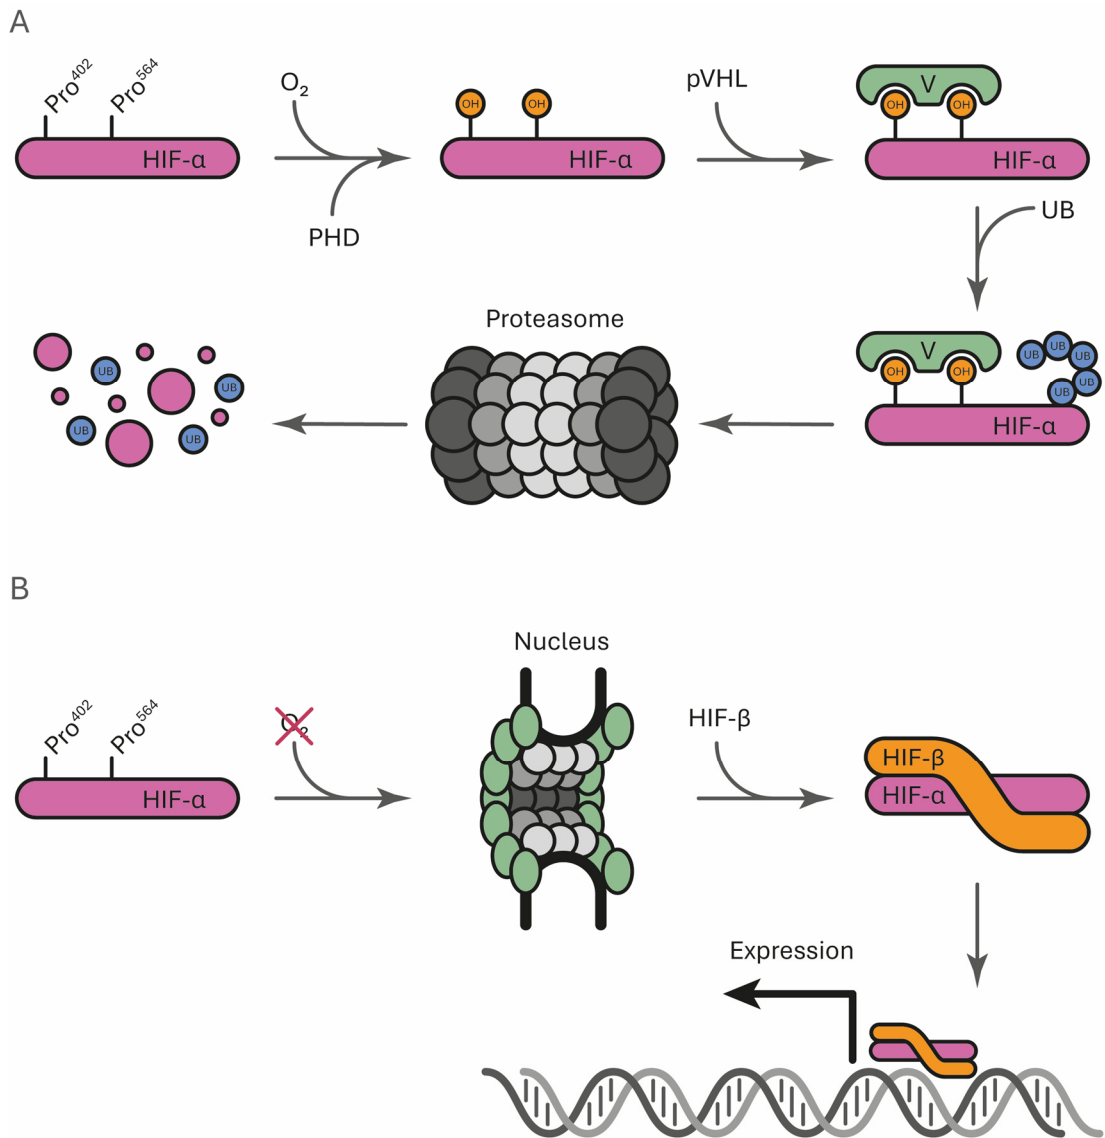 A
Pro⁴⁰²
Pro⁵⁶⁴
HIF-α
O₂
PHD
OH
OH
HIF-α
pVHL
V
OH
OH
HIF-α
UB
V
OH
OH
UB
UB
UB
UB
UB
HIF-α
Proteasome
UB
UB
UB
UB
B
Pro⁴⁰²
Pro⁵⁶⁴
HIF-α
O₂
Nucleus
HIF-β
HIF-β
HIF-α
Expression